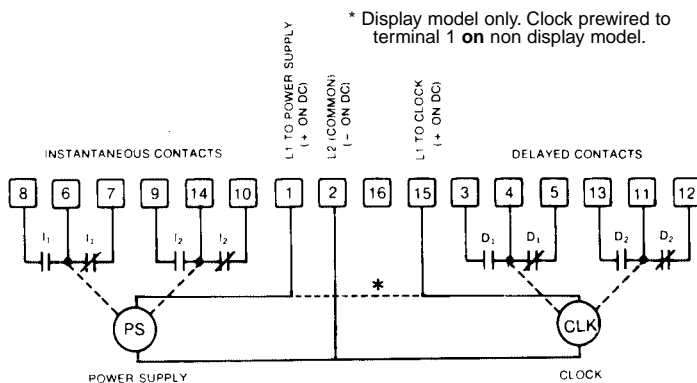 * Display model only. Clock prewired to
terminal 1 on non display model.
L1 TO POWER SUPPLY
(+ ON DC)
L2 (COMMON)
(− ON DC)
L1 TO CLOCK
(+ ON DC)
INSTANTANEOUS CONTACTS
DELAYED CONTACTS
8 6 7 9 14 10 1 2 16 15 3 4 5 13 11 12
I1 I1 I2 I2 D1 D1 D2 D2
*
PS
CLK
POWER SUPPLY
CLOCK